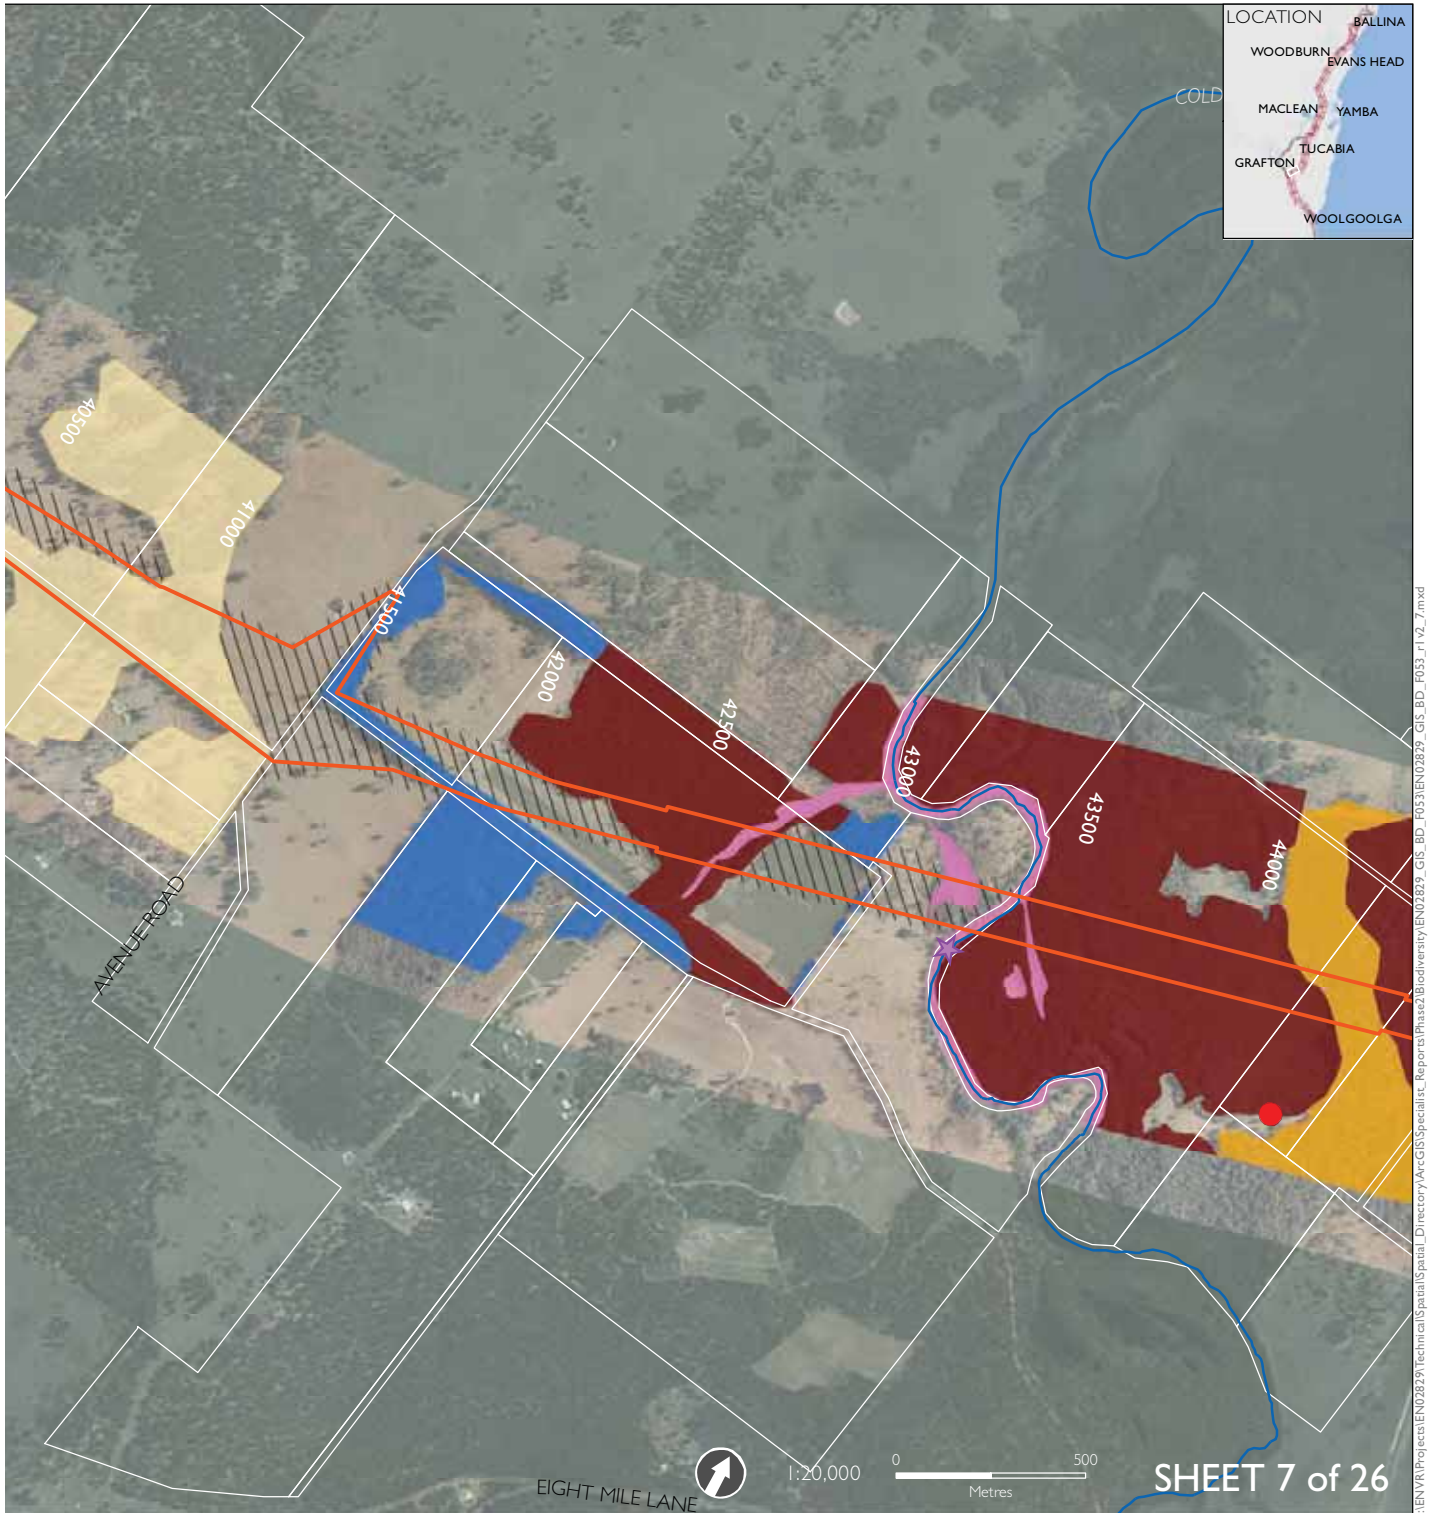 LOCATION
BALLINA
WOODBURN
EVANS HEAD
MACLEAN
YAMBA
TUCABIA
GRAFTON
WOOLGOOLGA
COLD
40500
41000
41500
42000
42500
43000
43500
44000
AVENUE ROAD
EIGHT MILE LANE
1:20,000
0
500
Metres
SHEET 7 of 26
:\ENVR\Projects\EN02829\Technical\Spatial\Spatial_Directory\ArcGIS\Specialist_Reports\Phase2\Biodiversity\EN02829_GIS_BD_F053\EN02829_GIS_BD_F053_r1v2_7.mxd